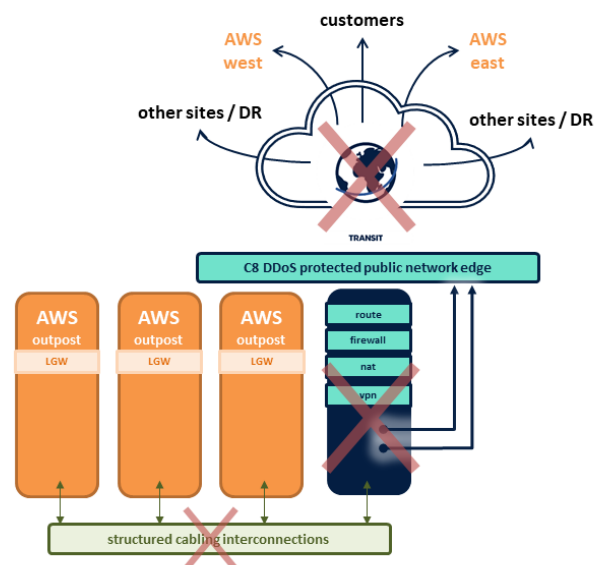 customers
AWS
west
AWS
east
other sites / DR
other sites / DR
TRANSIT
C8 DDoS protected public network edge
AWS
outpost
LGW
AWS
outpost
LGW
AWS
outpost
LGW
route
firewall
nat
vpn
structured cabling interconnections